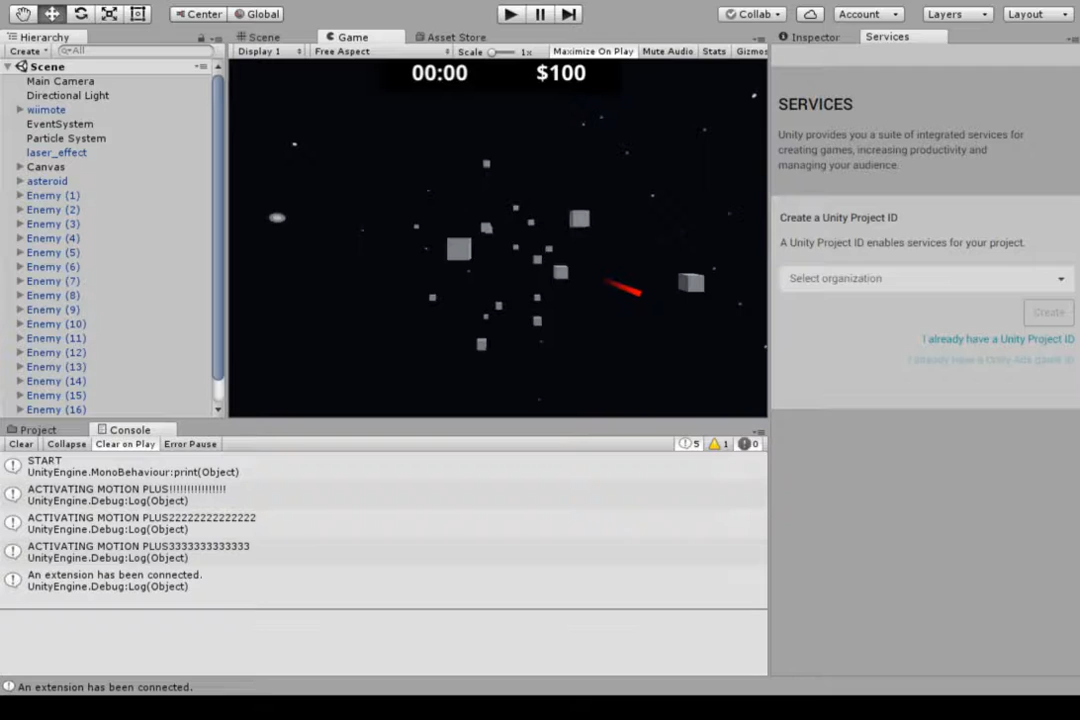 Center
Global
Collab
Account
Layers
Layout
Hierarchy
Create
All
Scene
Main Camera
Directional Light
wiimote
EventSystem
Particle System
laser_effect
Canvas
asteroid
Enemy (1)
Enemy (2)
Enemy (3)
Enemy (4)
Enemy (5)
Enemy (6)
Enemy (7)
Enemy (8)
Enemy (9)
Enemy (10)
Enemy (11)
Enemy (12)
Enemy (13)
Enemy (14)
Enemy (15)
Enemy (16)
Scene
Game
Asset Store
Display 1
Free Aspect
Scale
1x
Maximize On Play
Mute Audio
Stats
Gizmos
00:00
$100
Inspector
Services
SERVICES
Unity provides you a suite of integrated services for
creating games, increasing productivity and
managing your audience.
Create a Unity Project ID
A Unity Project ID enables services for your project.
Select organization
Create
I already have a Unity Project ID
I already have a Unity Ads game ID
Project
Console
Clear
Collapse
Clear on Play
Error Pause
5
1
0
START
UnityEngine.MonoBehaviour:print(Object)
ACTIVATING MOTION PLUS!!!!!!!!!!!!!!!!
UnityEngine.Debug:Log(Object)
ACTIVATING MOTION PLUS22222222222222
UnityEngine.Debug:Log(Object)
ACTIVATING MOTION PLUS3333333333333
UnityEngine.Debug:Log(Object)
An extension has been connected.
UnityEngine.Debug:Log(Object)
An extension has been connected.